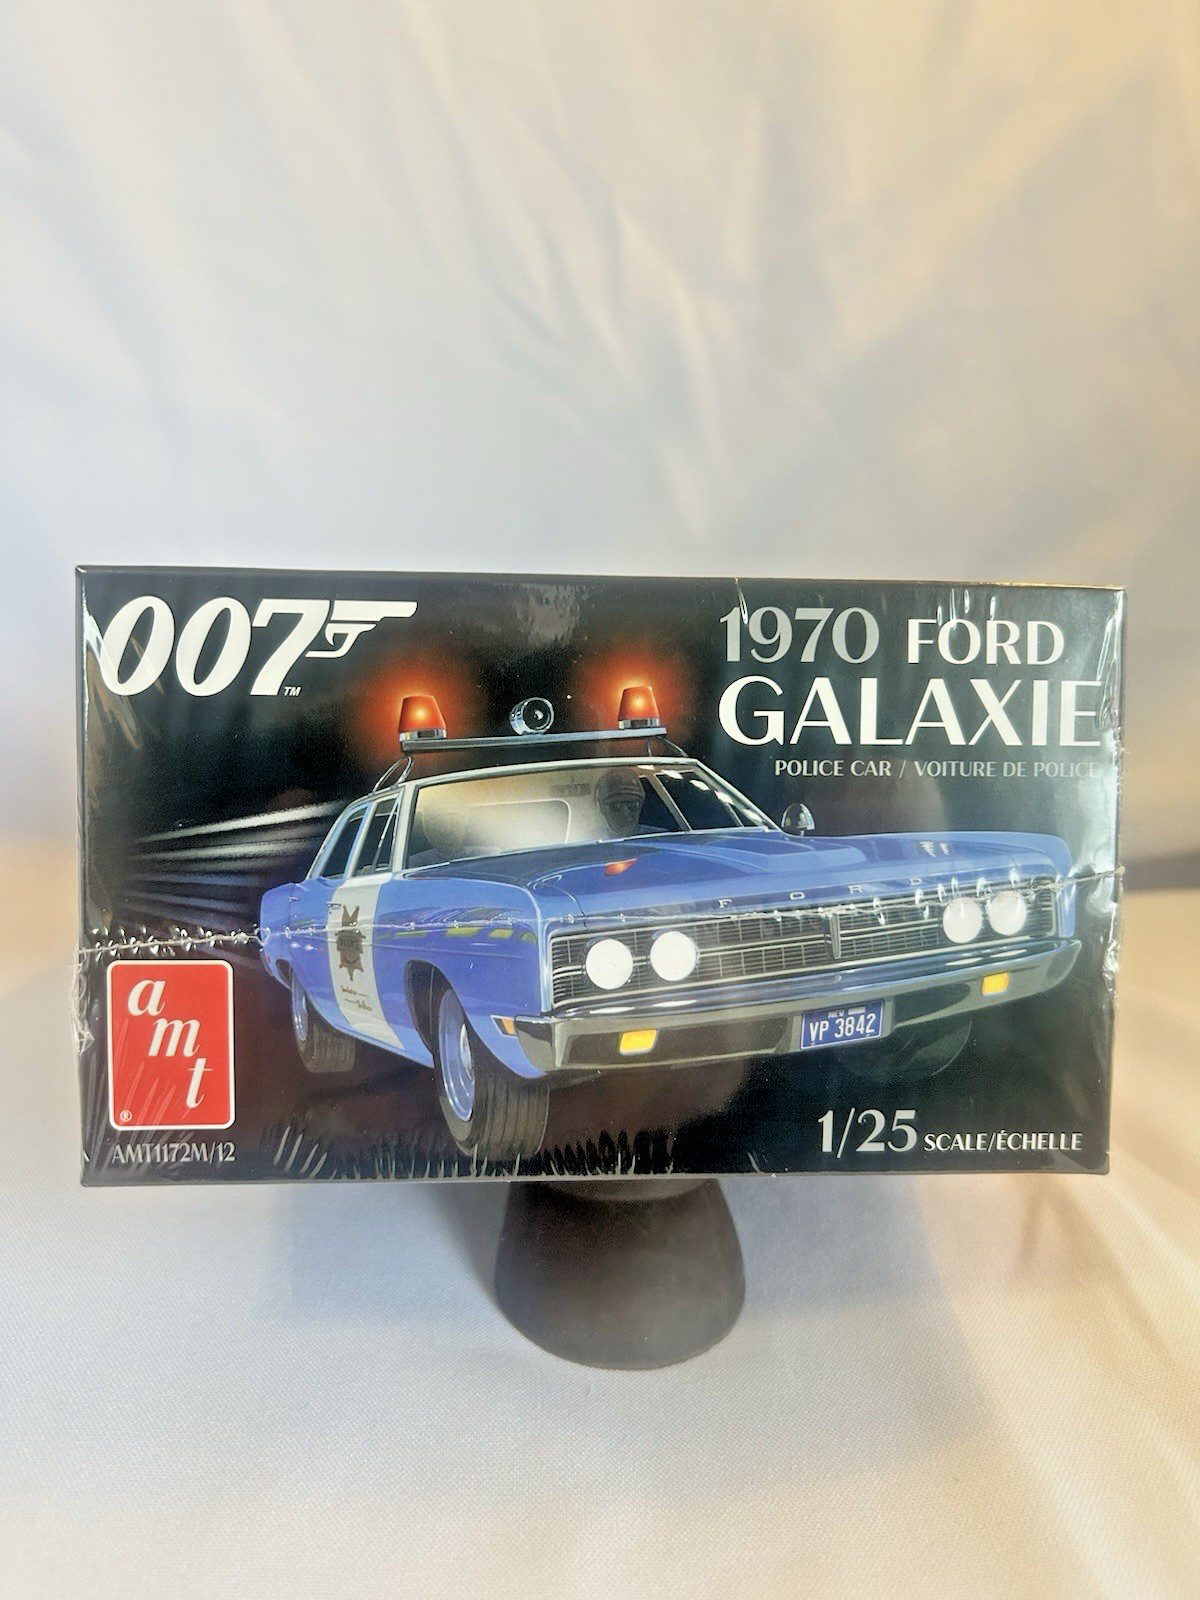 007 TM
1970 FORD
GALAXIE
POLICE CAR / VOITURE DE POLICE
FORD
VP 3842
a
m
t
®
AMT1172M/12
1/25 SCALE/ÉCHELLE